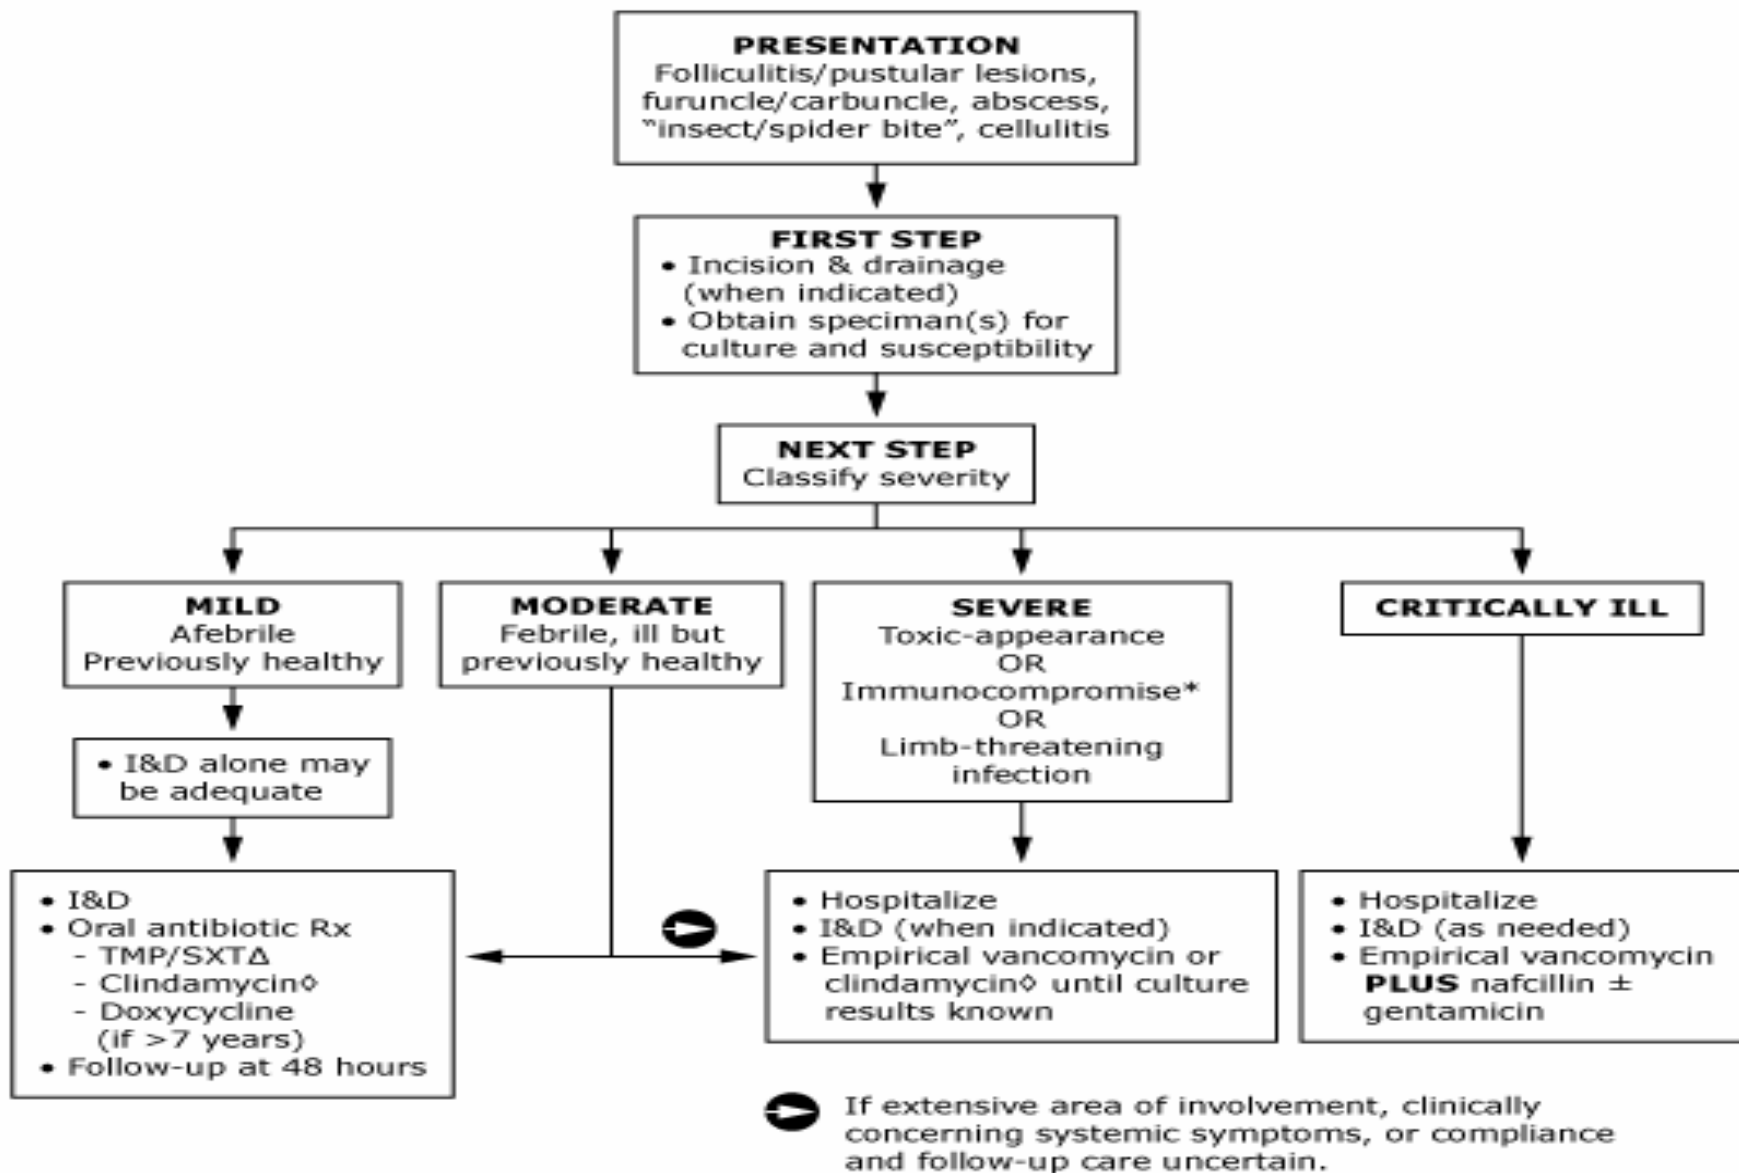 PRESENTATION
Folliculitis/pustular lesions,
furuncle/carbuncle, abscess,
“insect/spider bite”, cellulitis
FIRST STEP
• Incision & drainage
(when indicated)
• Obtain speciman(s) for
culture and susceptibility
NEXT STEP
Classify severity
MILD
Afebrile
Previously healthy
• I&D alone may
be adequate
• I&D
• Oral antibiotic Rx
- TMP/SXTΔ
- Clindamycin◊
- Doxycycline
(if >7 years)
• Follow-up at 48 hours
MODERATE
Febrile, ill but
previously healthy
SEVERE
Toxic-appearance
OR
Immunocompromise*
OR
Limb-threatening
infection
• Hospitalize
• I&D (when indicated)
• Empirical vancomycin or
clindamycin◊ until culture
results known
CRITICALLY ILL
• Hospitalize
• I&D (as needed)
• Empirical vancomycin
PLUS nafcillin ±
gentamicin
If extensive area of involvement, clinically
concerning systemic symptoms, or compliance
and follow-up care uncertain.